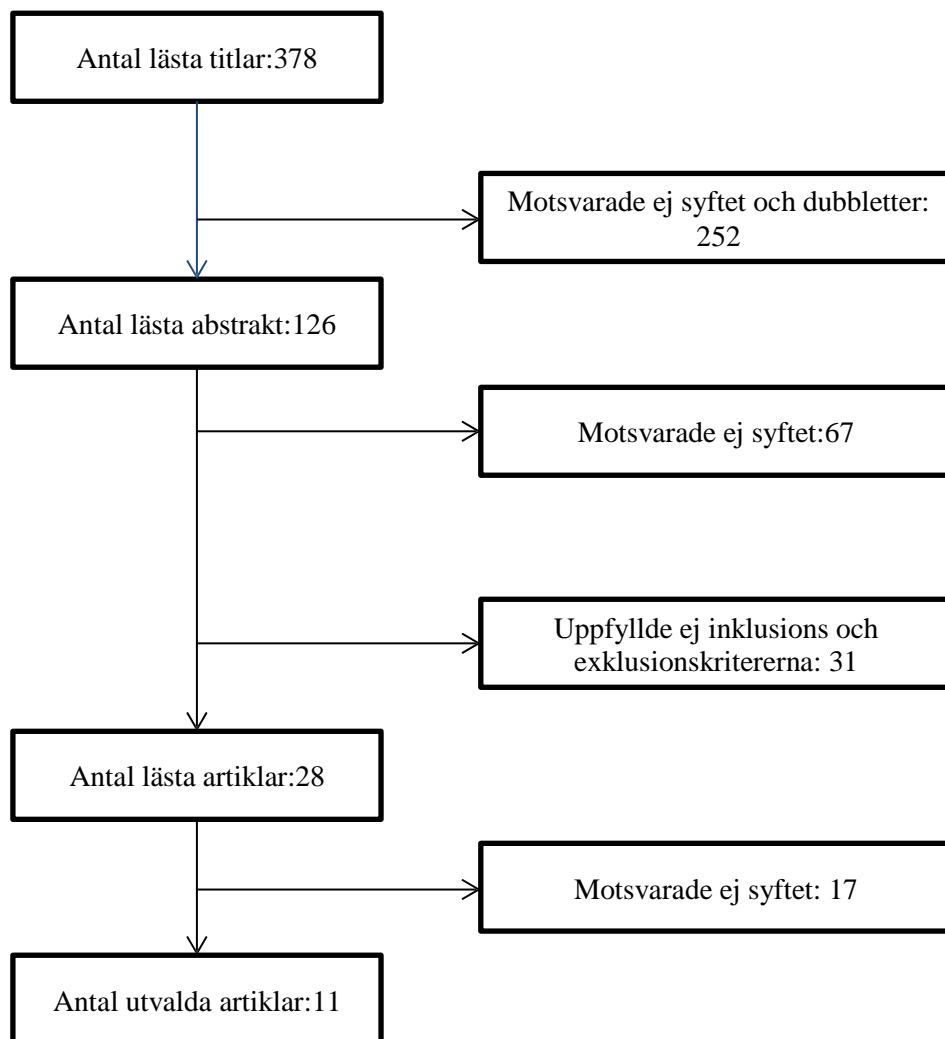 Antal lästa titlar:378
Motsvarade ej syftet och dubbletter:
252
Antal lästa abstrakt:126
Motsvarade ej syftet:67
Uppfyllde ej inklusions och
exklusionskritererna: 31
Antal lästa artiklar:28
Motsvarade ej syftet: 17
Antal utvalda artiklar:11